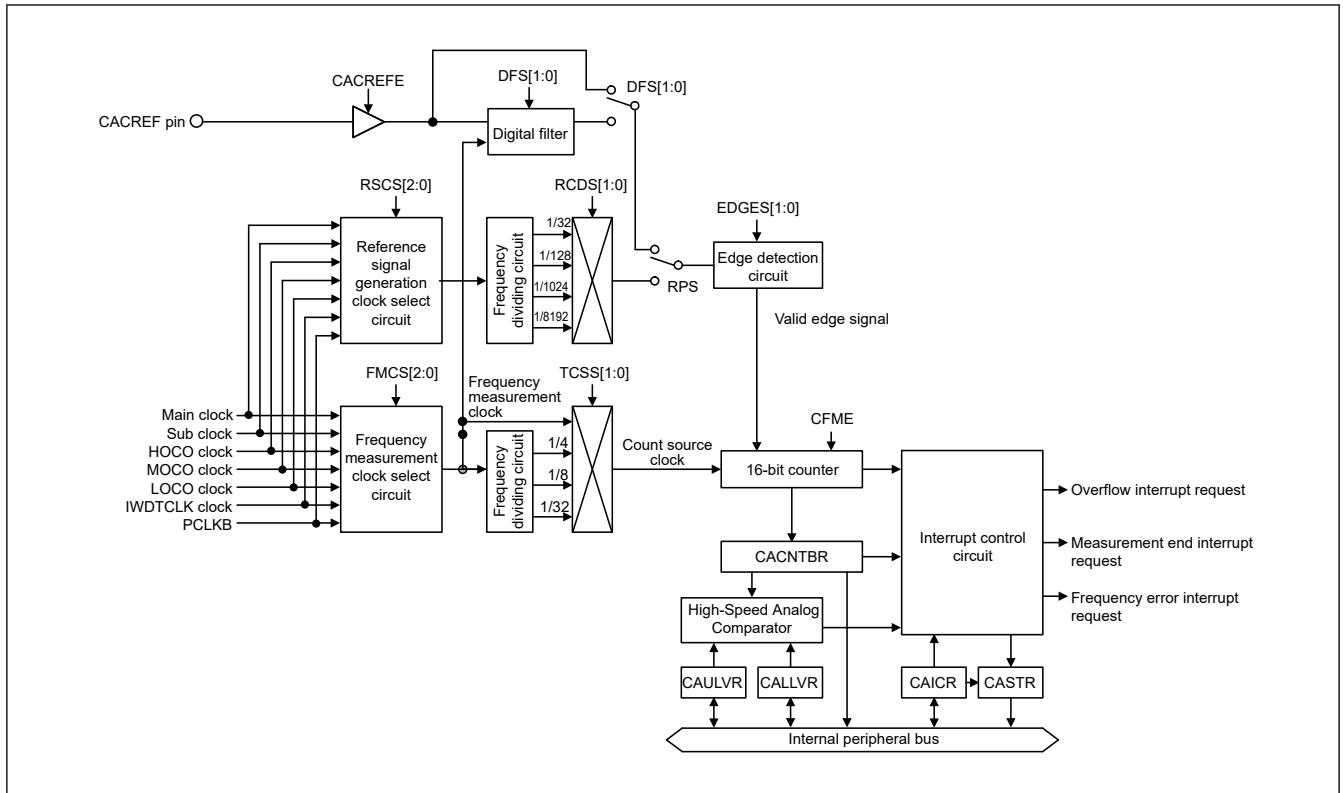 CACREFE
DFS[1:0]
DFS[1:0]
CACREF pin
Digital filter
RSCS[2:0]
RCDS[1:0]
EDGES[1:0]
Reference
signal
generation
clock select
circuit
Frequency
dividing circuit
1/32
1/128
1/1024
1/8192
RPS
Edge detection
circuit
Valid edge signal
FMCS[2:0]
Frequency
measurement
clock
TCSS[1:0]
CFME
Main clock
Sub clock
HOCO clock
MOCO clock
LOCO clock
IWDTCLK clock
PCLKB
Frequency
measurement
clock select
circuit
Frequency
dividing circuit
1/4
1/8
1/32
Count source
clock
16-bit counter
CACNTBR
High-Speed Analog
Comparator
CAULVR
CALLVR
Interrupt control
circuit
Overflow interrupt request
Measurement end interrupt
request
Frequency error interrupt
request
CAICR
CASTR
Internal peripheral bus